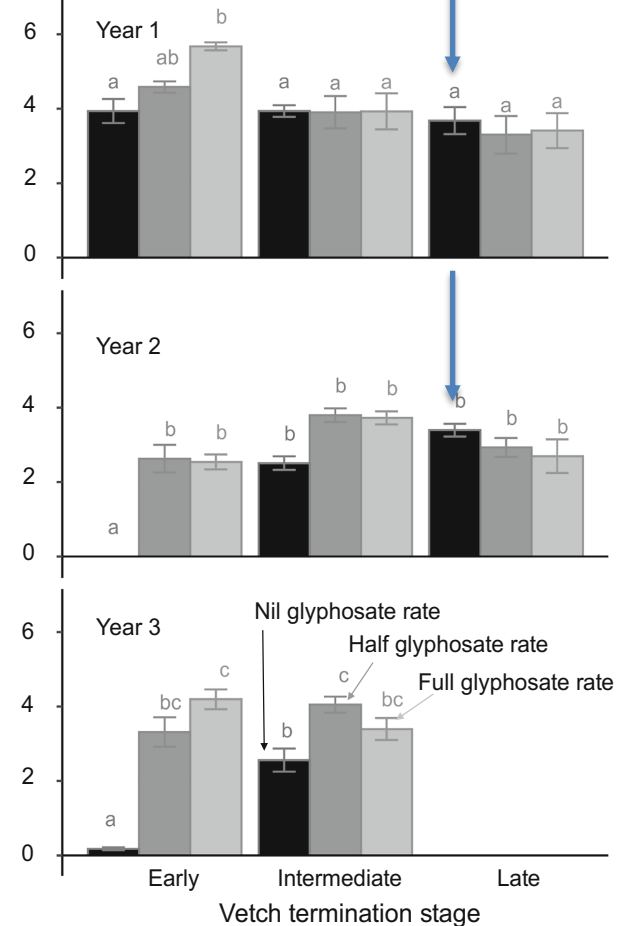 6
Year 1
b
ab
a
a a a
a a a
4
2
0
6
Year 2
b b
b
b b
b
b b
4
2
a
0
Nil glyphosate rate
6
Year 3
Half glyphosate rate
c
c
Full glyphosate rate
bc
bc
4
b
2
a
0
Early Intermediate Late
Vetch termination stage